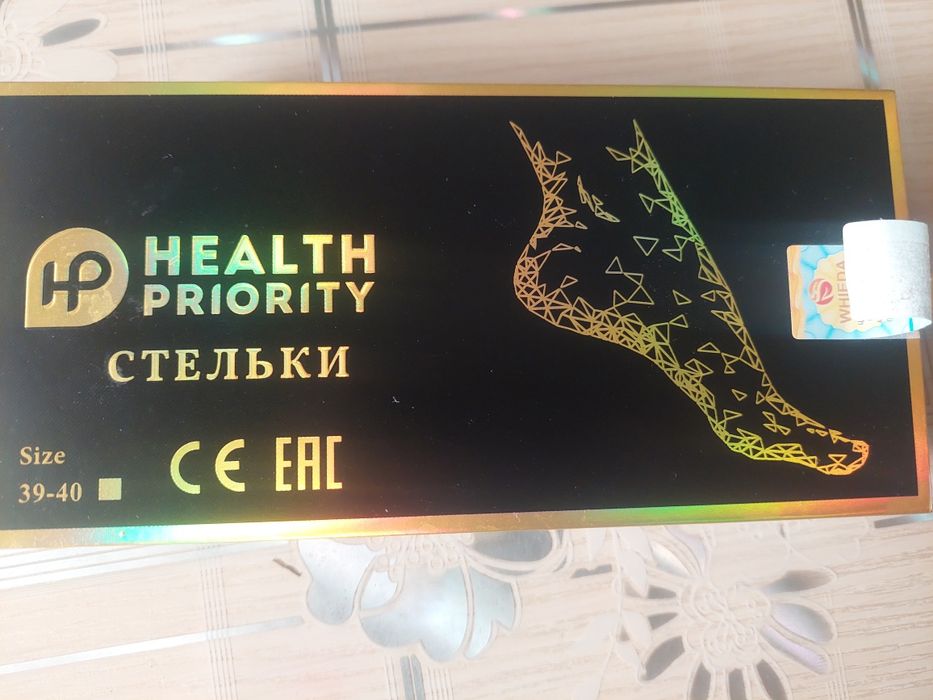 HP
HEALTH
PRIORITY
СТЕЛЬКИ
Size
39-40
CE EAC
WHIEDA